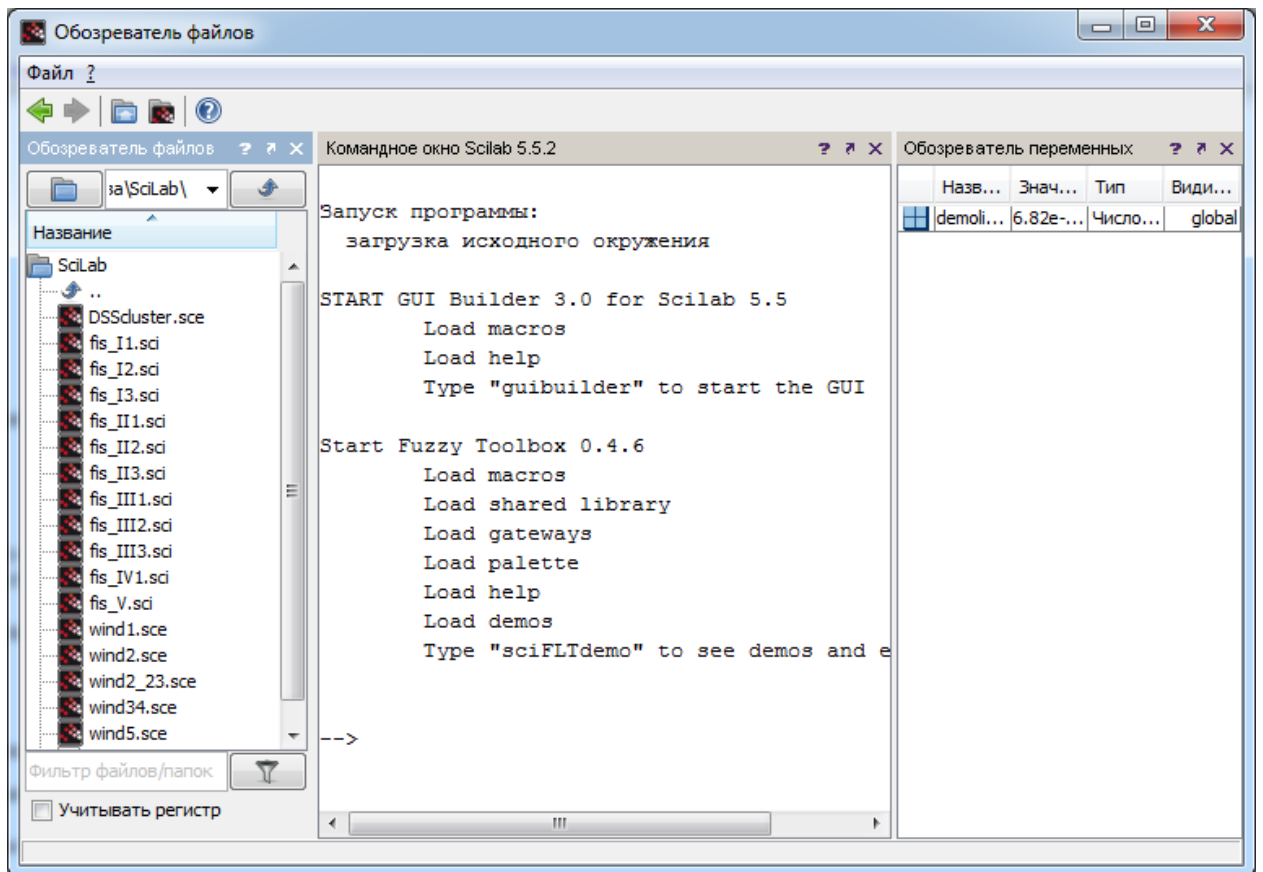 Обозреватель файлов
Файл ?
Обозреватель файлов ? × 
за\SciLab\
Название
SciLab
..
DSScluster.sce
fis_I1.sci
fis_I2.sci
fis_I3.sci
fis_II1.sci
fis_II2.sci
fis_II3.sci
fis_III1.sci
fis_III2.sci
fis_III3.sci
fis_IV1.sci
fis_V.sci
wind1.sce
wind2.sce
wind2_23.sce
wind34.sce
wind5.sce
Фильтр файлов/папок
Учитывать регистр
Командное окно Scilab 5.5.2
Запуск программы:
загрузка исходного окружения
START GUI Builder 3.0 for Scilab 5.5
Load macros
Load help
Type "guibuilder" to start the GUI
Start Fuzzy Toolbox 0.4.6
Load macros
Load shared library
Load gateways
Load palette
Load help
Load demos
Type "sciFLTdemo" to see demos and e
-->
Обозреватель переменных
Назв... Знач... Тип Види...
demoli... 6.82e-... Число... global